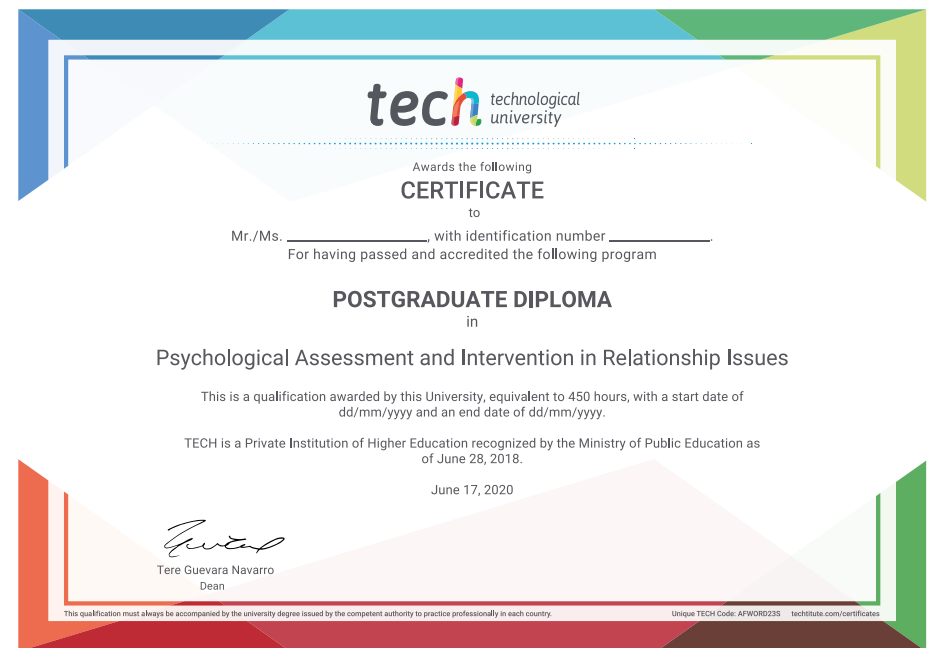 tech technological
university
Awards the following
CERTIFICATE
to
Mr./Ms. ____________, with identification number ____________.
For having passed and accredited the following program
POSTGRADUATE DIPLOMA
in
Psychological Assessment and Intervention in Relationship Issues
This is a qualification awarded by this University, equivalent to 450 hours, with a start date of
dd/mm/yyyy and an end date of dd/mm/yyyy.
TECH is a Private Institution of Higher Education recognized by the Ministry of Public Education as
of June 28, 2018.
June 17, 2020
Tere Guevara Navarro
Dean
This qualification must always be accompanied by the university degree issued by the competent authority to practice professionally in each country. Unique TECH Code: AFWORD23S techtitute.com/certificates